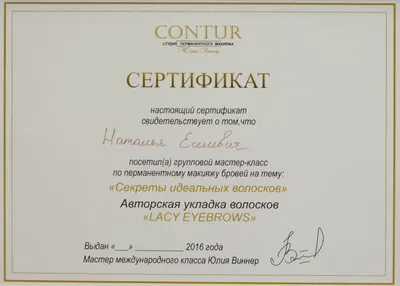 CONTUR
СТУДИЯ ПЕРМАНЕНТНОГО МАКИЯЖА
Юлии Виннер
СЕРТИФИКАТ
настоящий сертификат
свидетельствует о том,что
Наталья
посетил(а) групповой мастер-класс
по перманентному макияжу бровей на тему:
«Секреты идеальных волосков»
Авторская укладка волосков
«LACY EYEBROWS»
Выдан «___» __________ 2016 года
Мастер международного класса Юлия Виннер